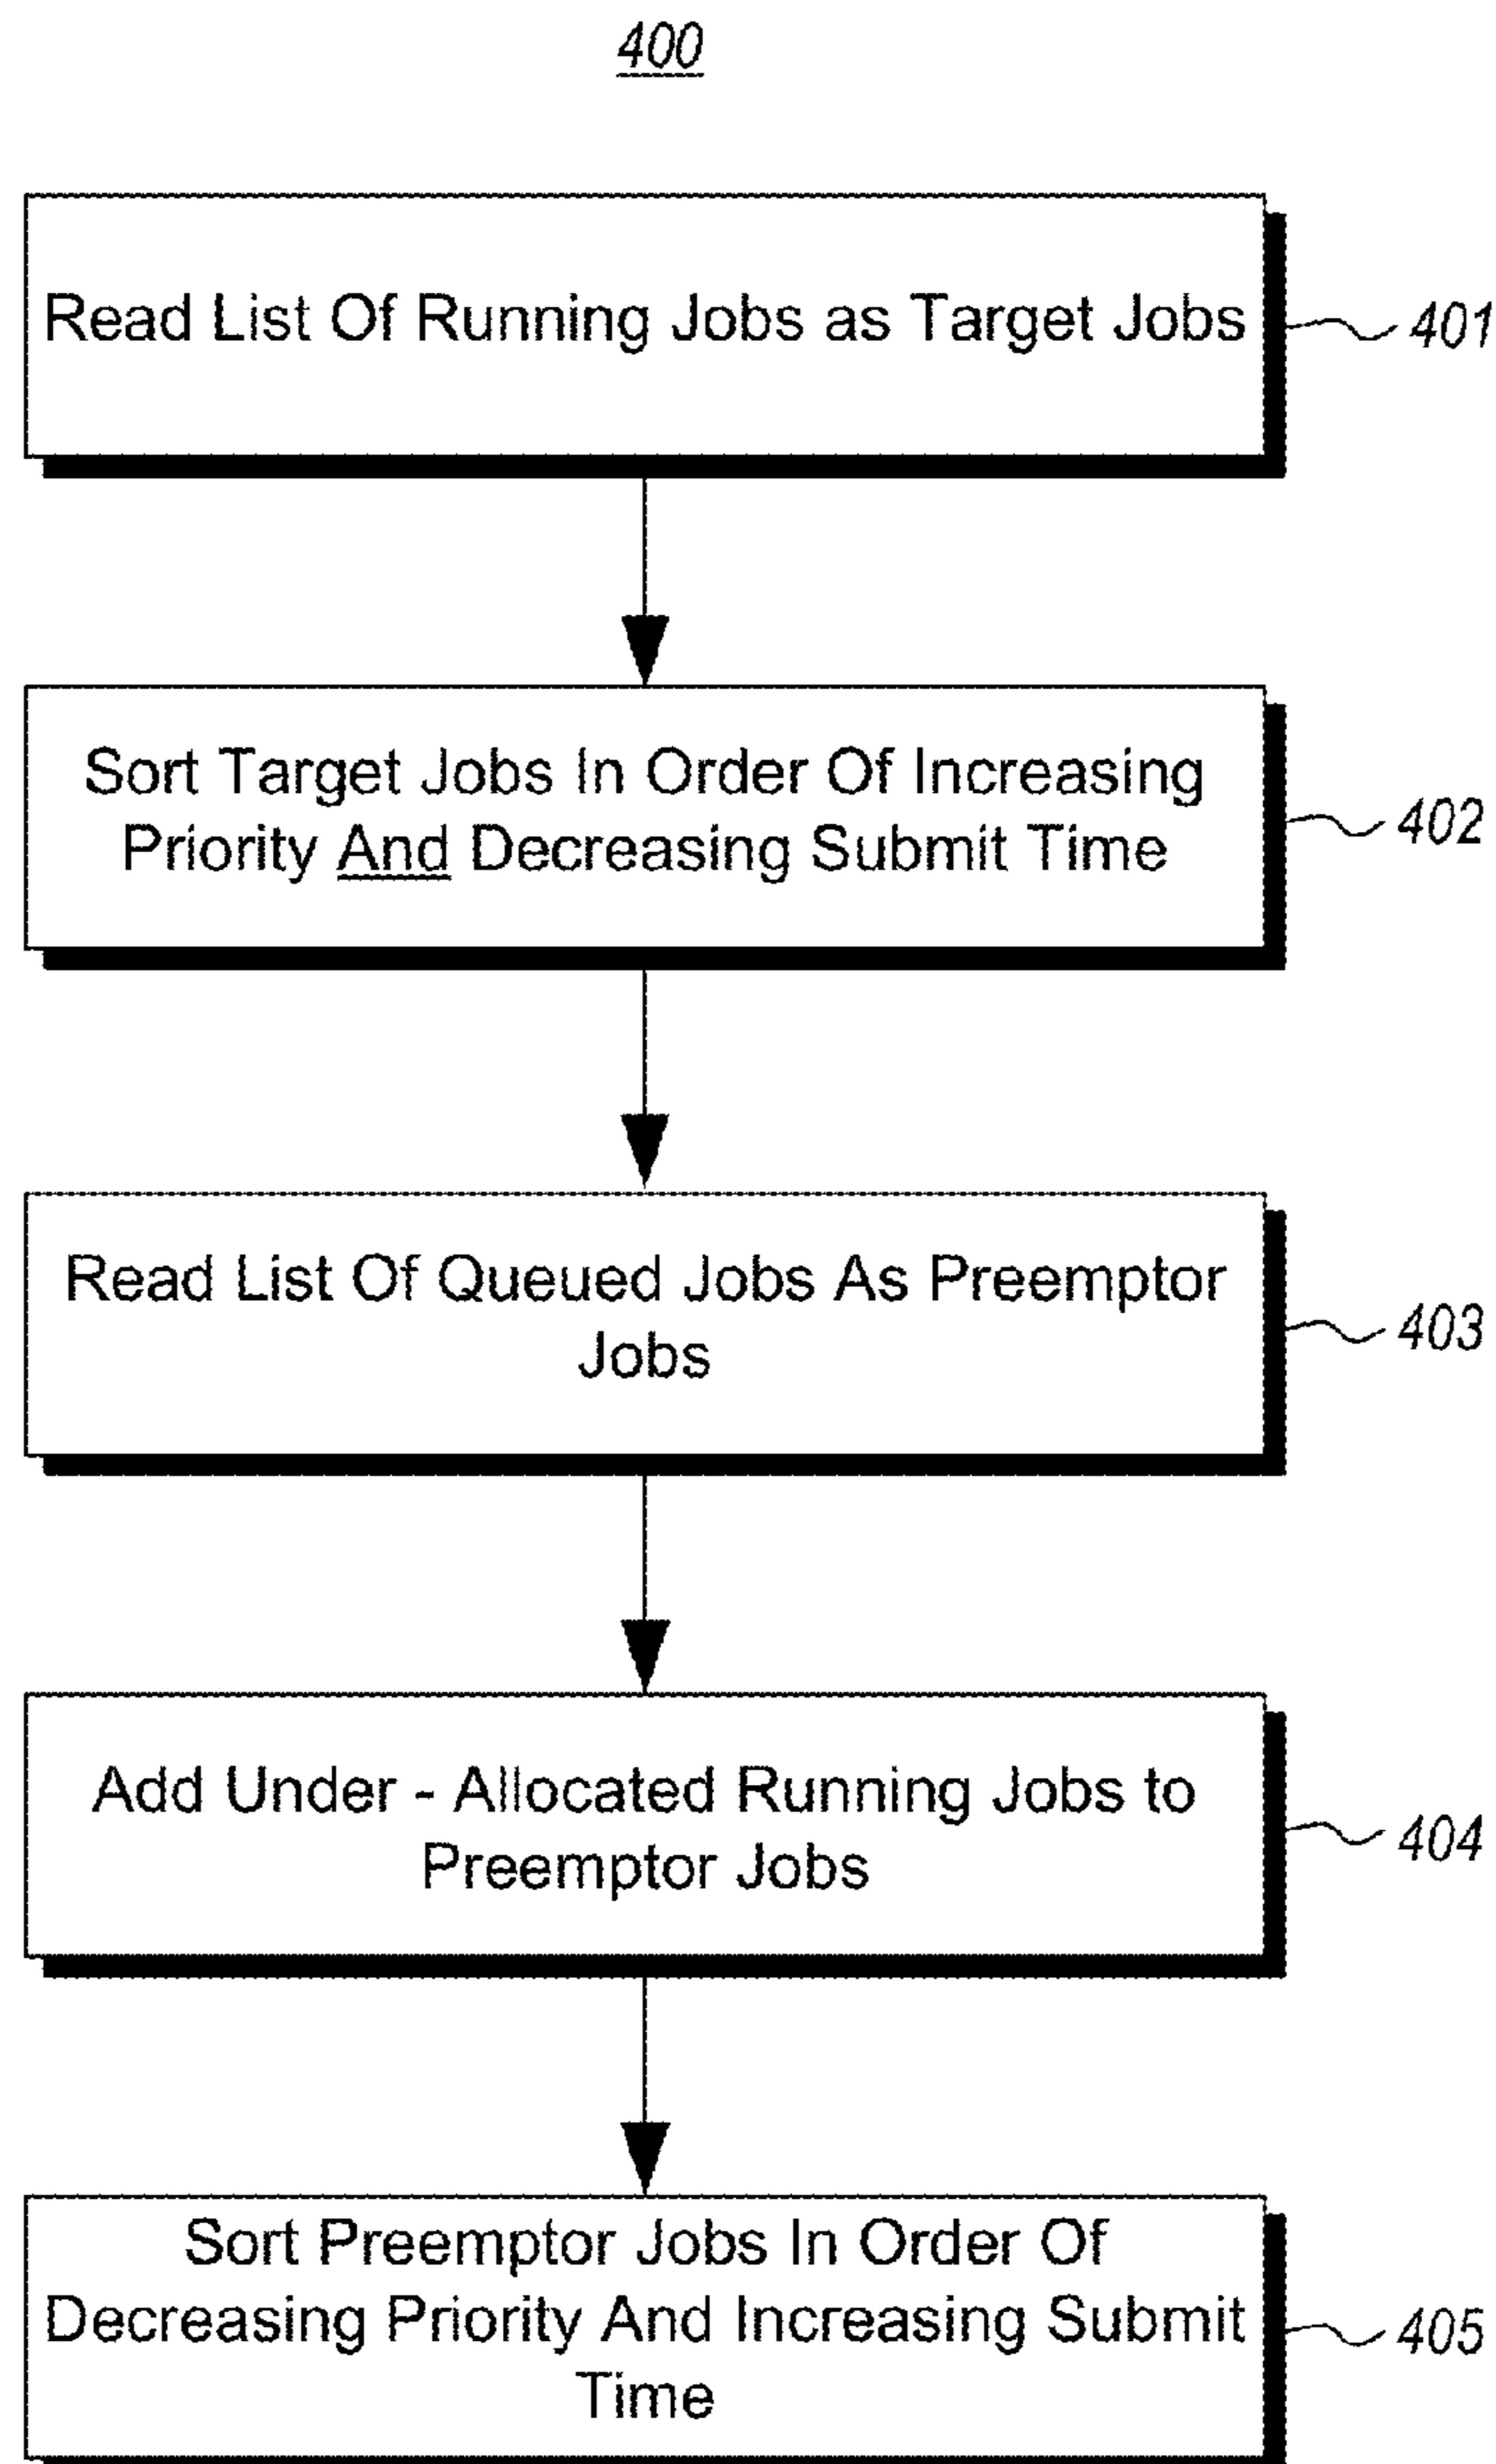 400
Read List Of Running Jobs as Target Jobs
401
Sort Target Jobs In Order Of Increasing
Priority And Decreasing Submit Time
402
Read List Of Queued Jobs As Preemptor
Jobs
403
Add Under - Allocated Running Jobs to
Preemptor Jobs
404
Sort Preemptor Jobs In Order Of
Decreasing Priority And Increasing Submit
Time
405